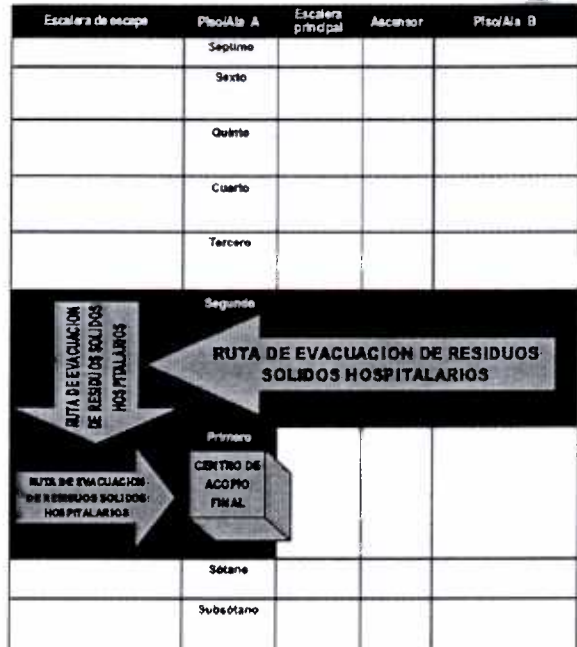 Escalera de escape Piso/Ala A Escalera principal Ascensor Piso/Ala B
Septimo
Sexto
Quinto
Cuarto
Tercero
Segundo
RUTA DE EVACUACION
DE RESIDUOS SOLIDOS
HOSPITALARIOS
RUTA DE EVACUACION DE RESIDUOS
SOLIDOS HOSPITALARIOS
Primero
RUTA DE EVACUACION
DE RESIDUOS SOLIDOS
HOSPITALARIOS
CENTRO DE
ACOPIO
FINAL
Sótano
Subsótano